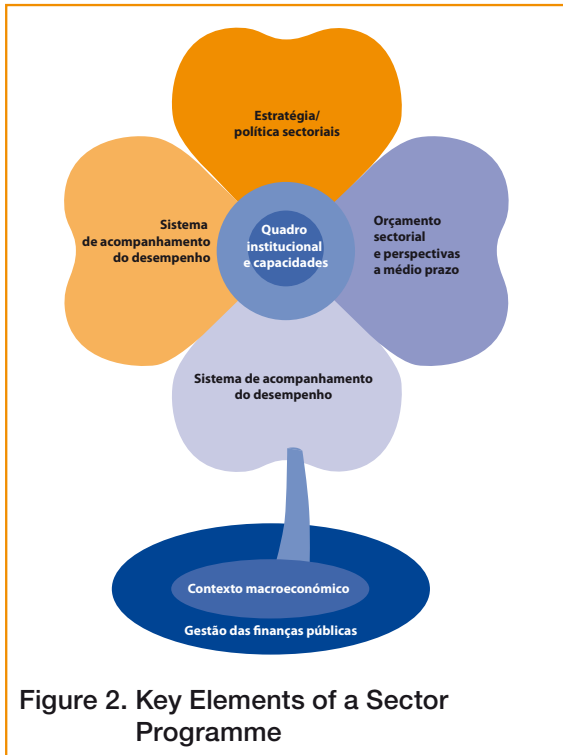 Estratégia/
política sectoriais
Sistema
de acompanhamento
do desempenho
Quadro
institucional
e capacidades
Orçamento
sectorial
e perspectivas
a médio prazo
Sistema de acompanhamento
do desempenho
Contexto macroeconómico
Gestão das finanças públicas
Figure 2. Key Elements of a Sector
Programme